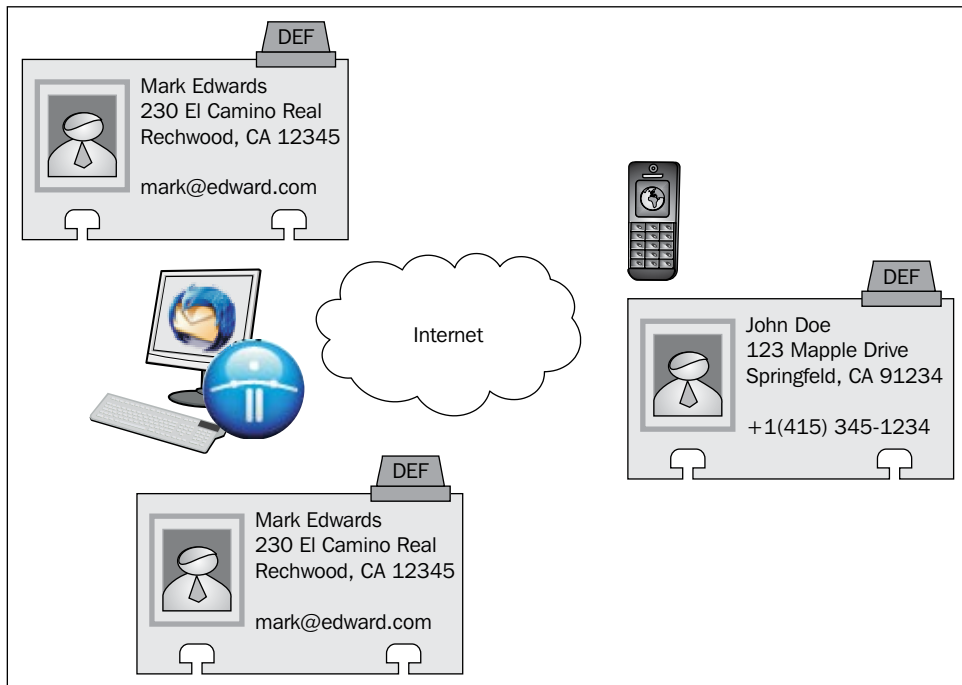 DEF
Mark Edwards
230 El Camino Real
Rechwood, CA 12345
mark@edward.com
Internet
DEF
John Doe
123 Mapple Drive
Springfeld, CA 91234
+1(415) 345-1234
DEF
Mark Edwards
230 El Camino Real
Rechwood, CA 12345
mark@edward.com